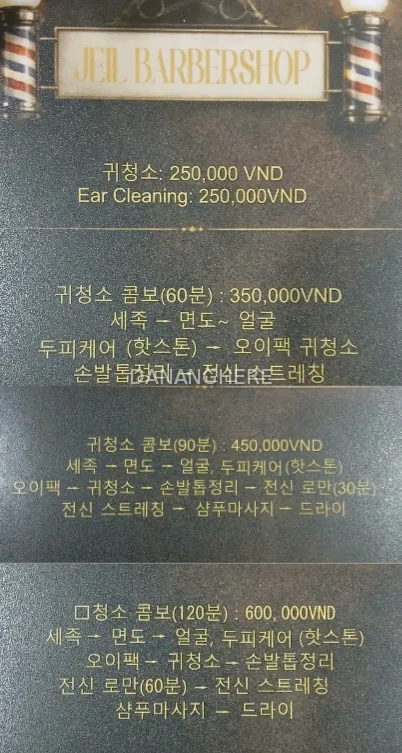 JEIL BARBERSHOP
귀청소: 250,000 VND
Ear Cleaning: 250,000VND
귀청소 콤보(60분) : 350,000VND
세족 → 면도~ 얼굴
두피케어 (핫스톤) → 오이팩 귀청소
손발톱정리 → 전신 스트레칭
DANANGHERE
귀청소 콤보(90분) : 450,000VND
세족 → 면도 → 얼굴, 두피케어(핫스톤)
오이팩 → 귀청소 → 손발톱정리 → 전신 로만(30분)
전신 스트레칭 → 샴푸마사지 → 드라이
□청소 콤보(120분) : 600,000VND
세족 → 면도 → 얼굴, 두피케어 (핫스톤)
오이팩 → 귀청소 → 손발톱정리
전신 로만(60분) → 전신 스트레칭
샴푸마사지 → 드라이